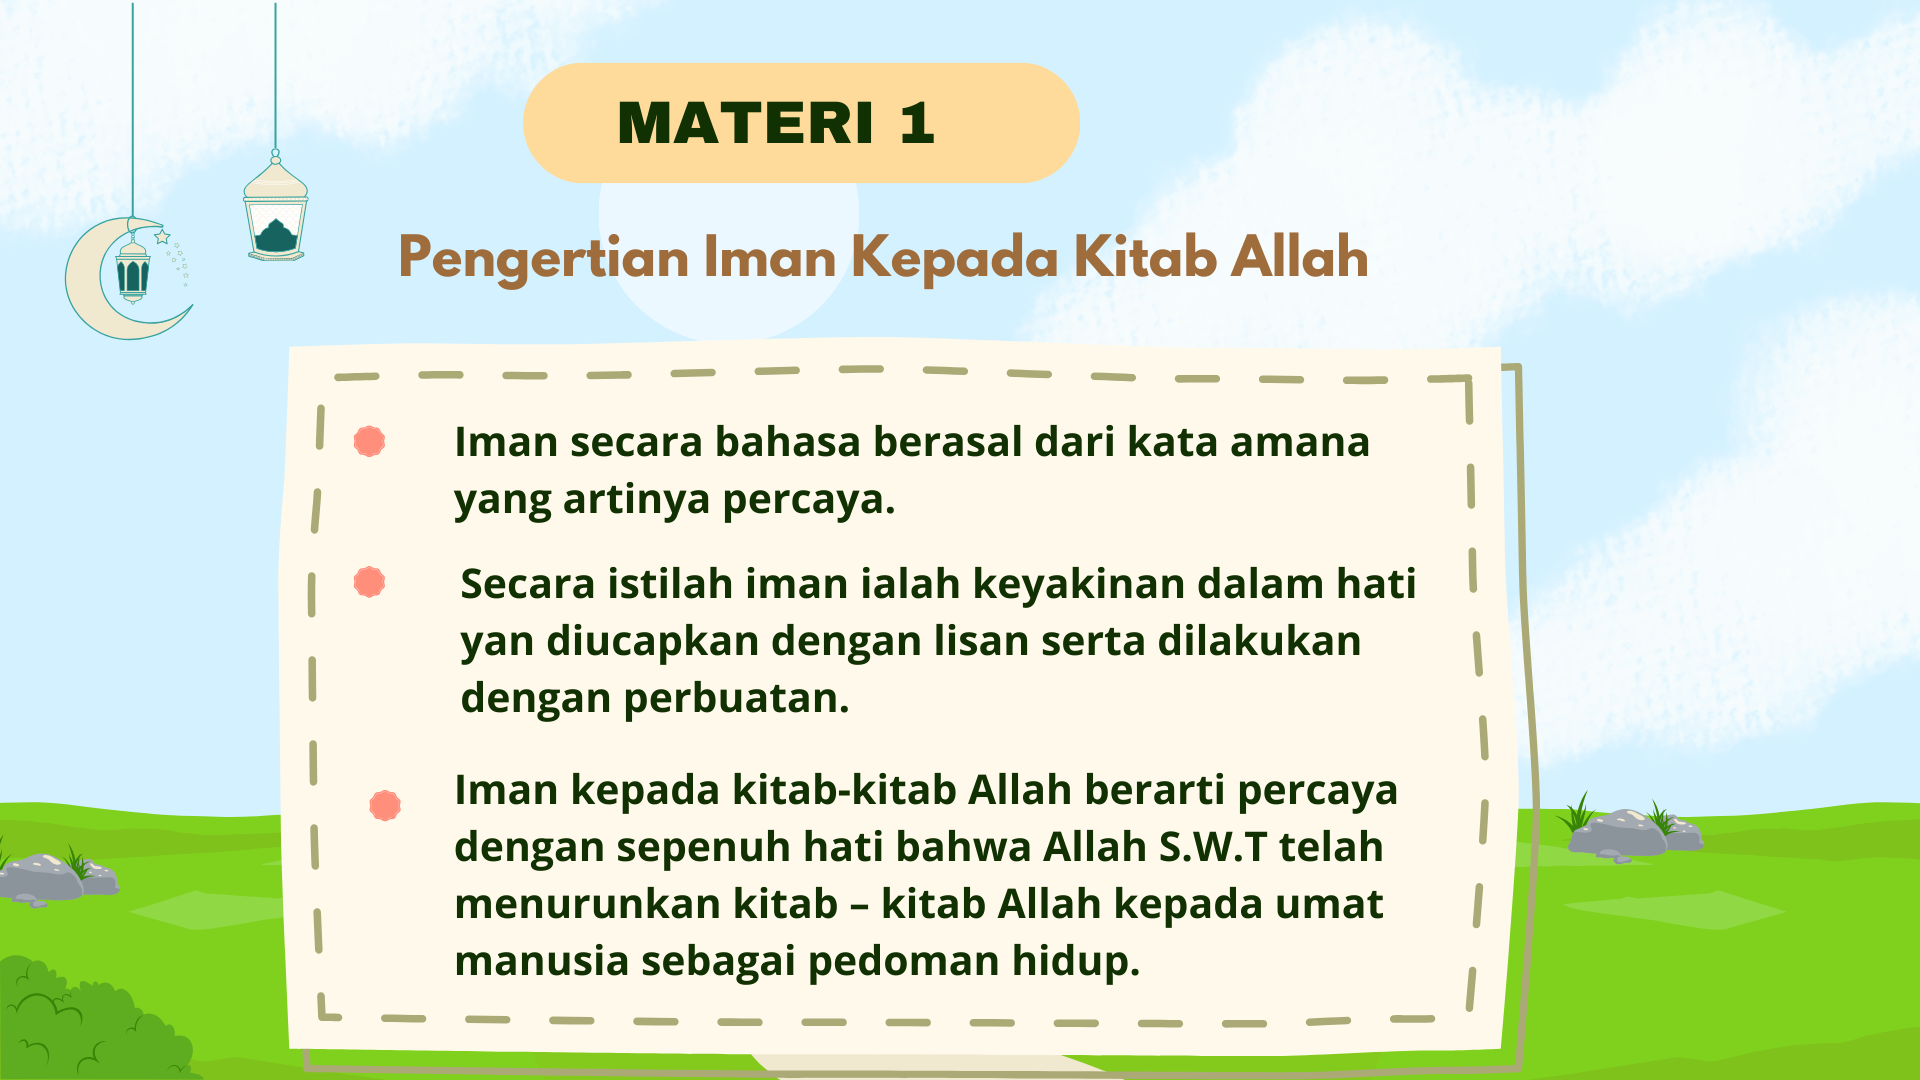 MATERI 1
Pengertian Iman Kepada Kitab Allah
Iman secara bahasa berasal dari kata amana
yang artinya percaya.
Secara istilah iman ialah keyakinan dalam hati
yan diucapkan dengan lisan serta dilakukan
dengan perbuatan.
Iman kepada kitab-kitab Allah berarti percaya
dengan sepenuh hati bahwa Allah S.W.T telah
menurunkan kitab – kitab Allah kepada umat
manusia sebagai pedoman hidup.